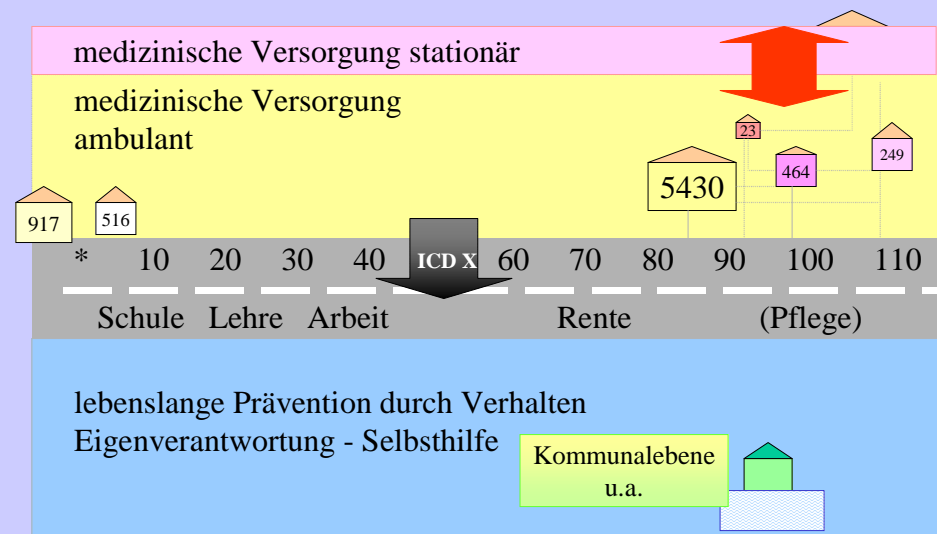 medizinische Versorgung stationär
medizinische Versorgung
ambulant
23
249
464
5430
917
516
* 10 20 30 40 ICD X 60 70 80 90 100 110
Schule Lehre Arbeit Rente (Pflege)
lebenslange Prävention durch Verhalten
Eigenverantwortung - Selbsthilfe
Kommunalebene
u.a.